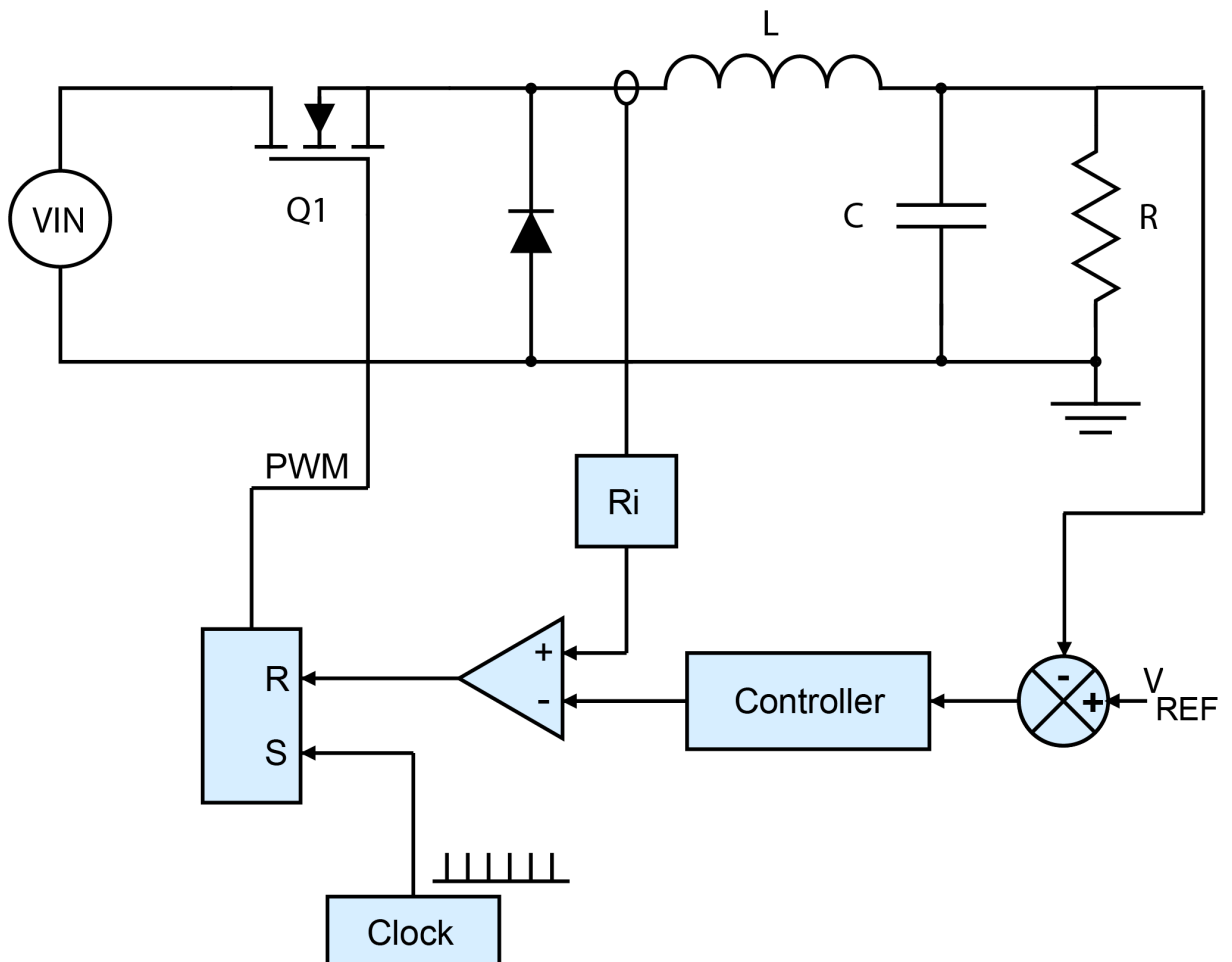 L
VIN
Q1
C
R
PWM
Ri
R
S
+
-
Controller
-
+
V
REF
Clock